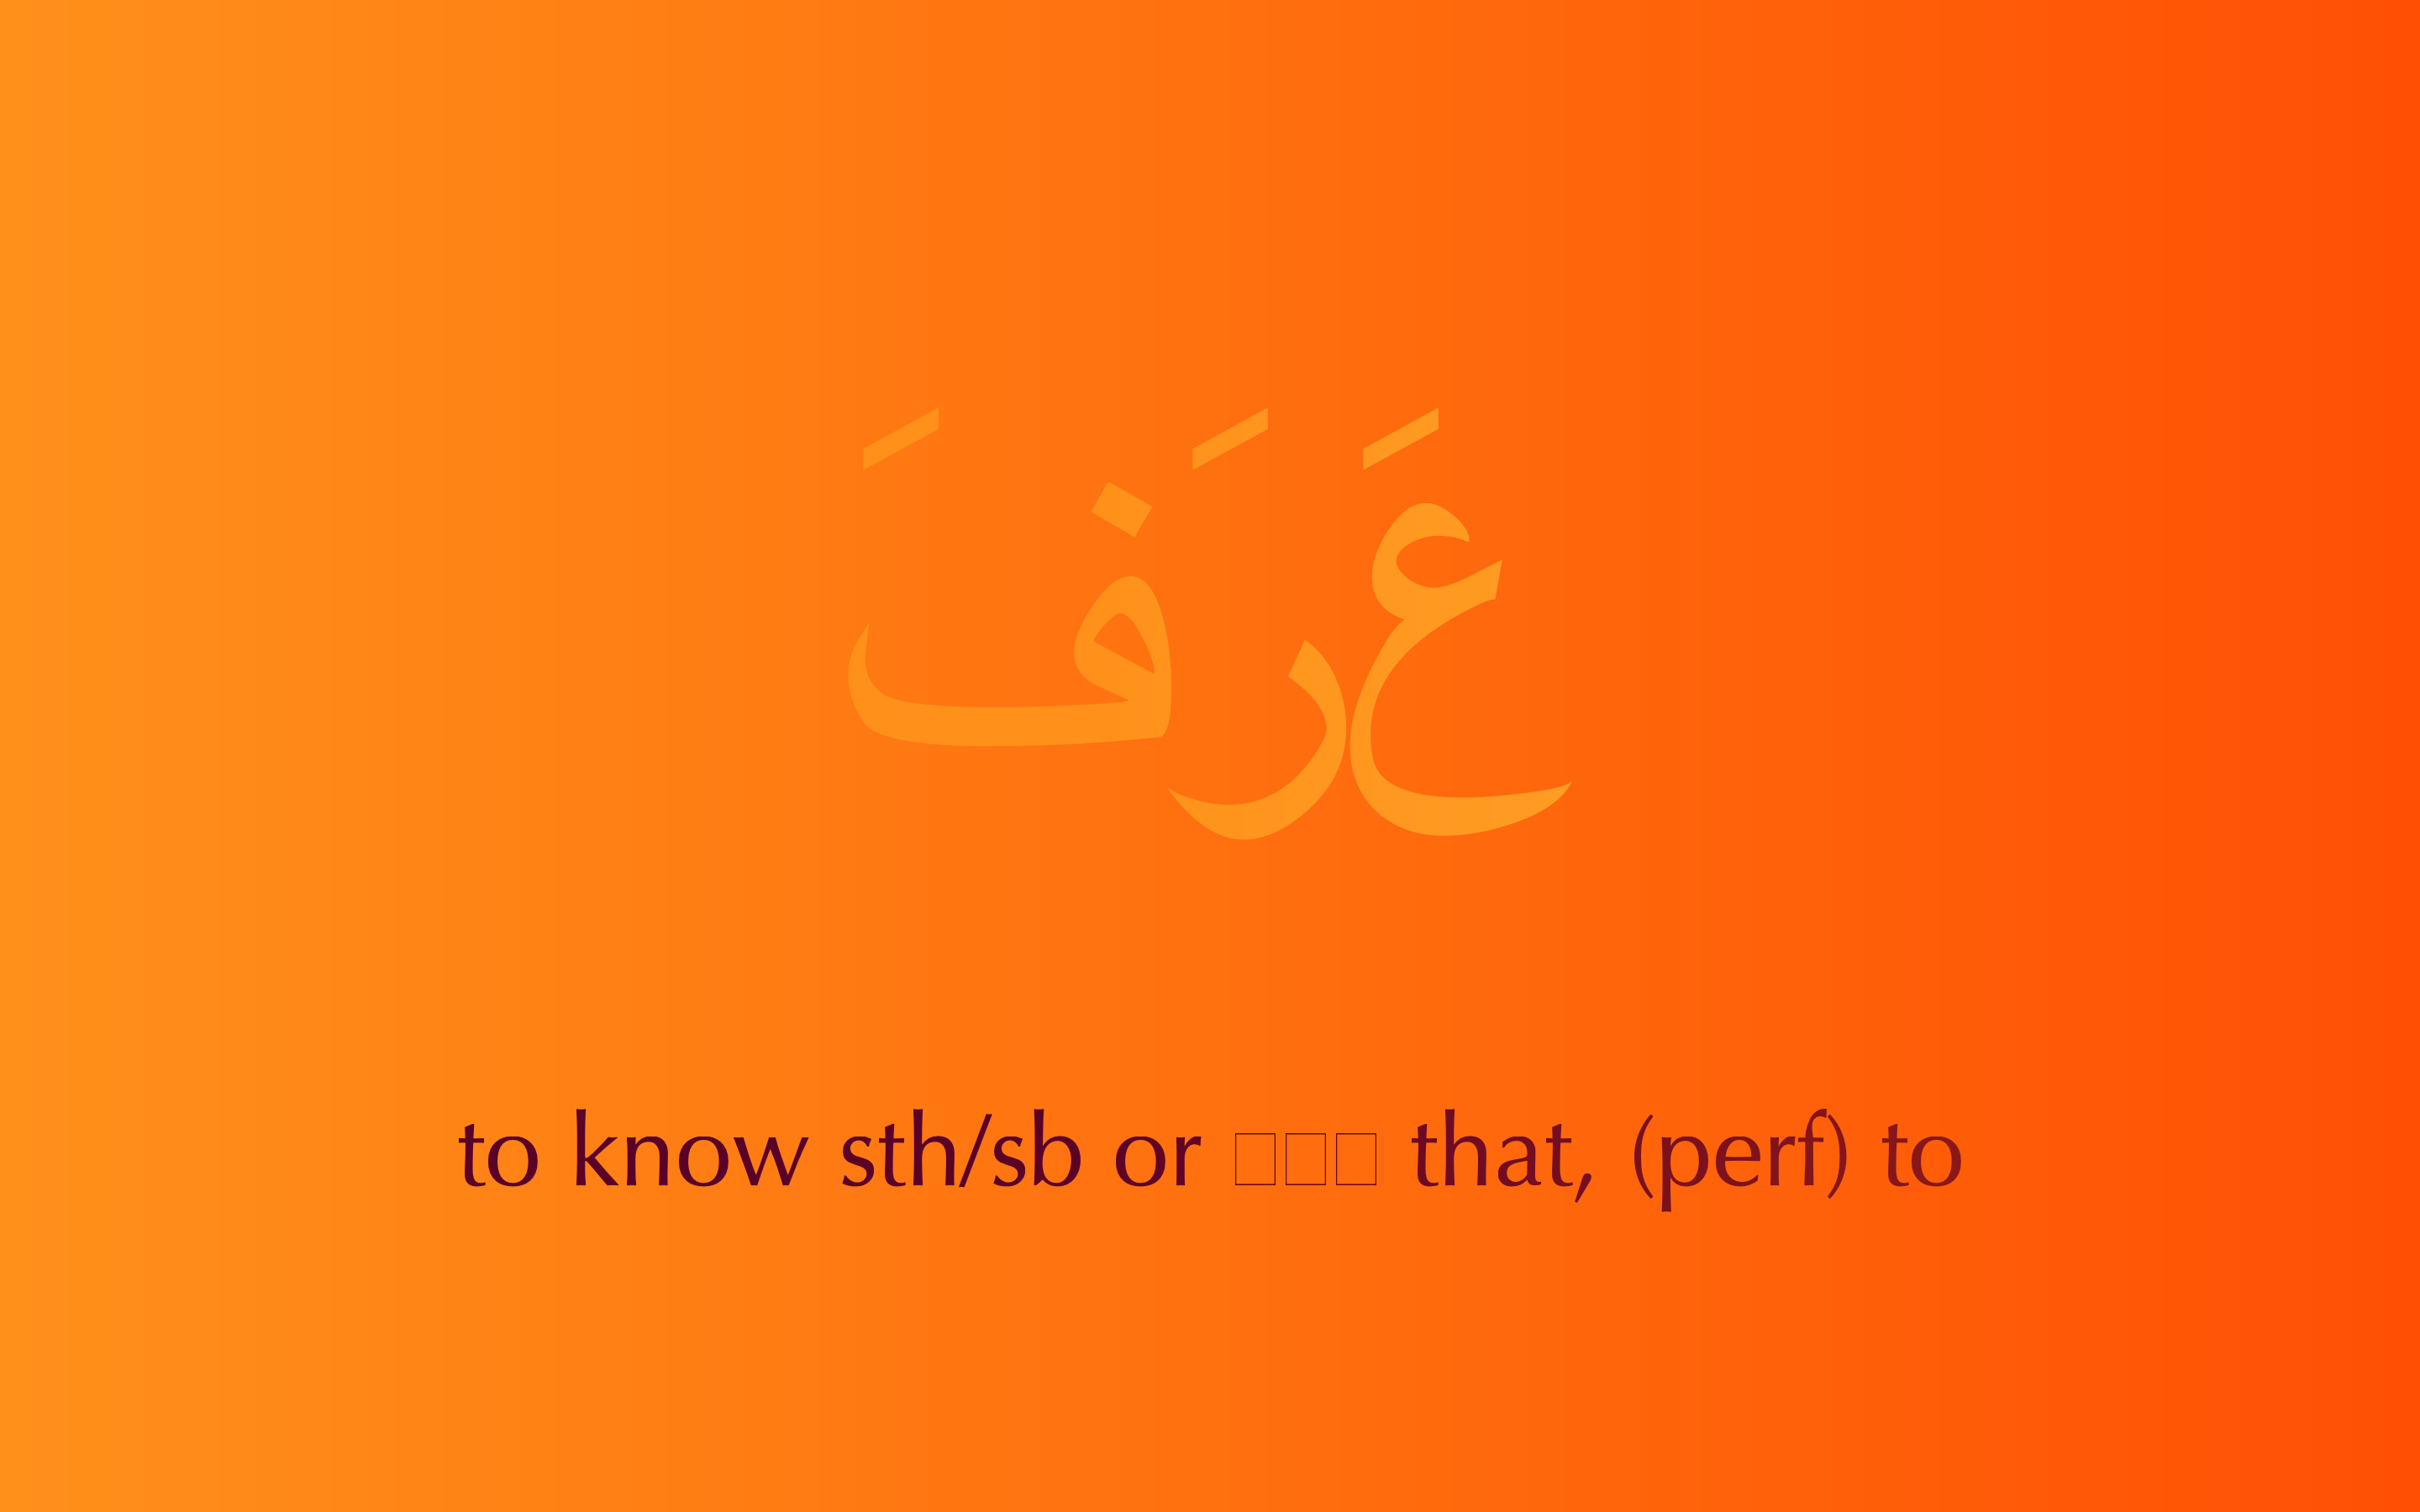 عَرَفَ
to know sth/sb or □□□ that, (perf) to